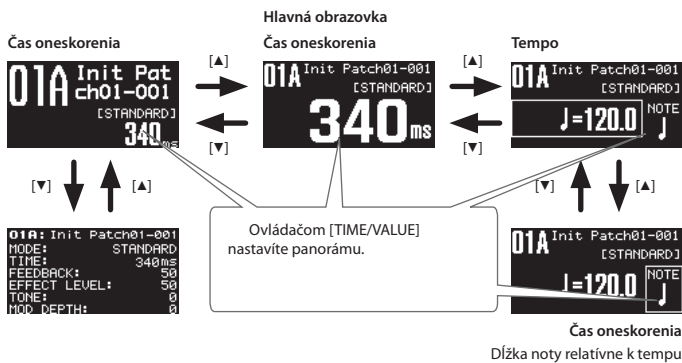 Hlavná obrazovka
Čas oneskorenia
Čas oneskorenia
Tempo
01A Init Pat
ch01-001
[STANDARD]
340ms
[▲]
[▼]
01A Init Patch01-001
[STANDARD]
340ms
[▲]
[▼]
01A Init Patch01-001
[STANDARD]
♩=120.0 NOTE
♩
[▼] [▲]
[▼] [▲]
Ovládačom [TIME/VALUE]
nastavíte panorámu.
01A: Init Patch01-001
MODE: STANDARD
TIME: 340ms
FEEDBACK: 50
EFFECT LEVEL: 50
TONE: 0
MOD DEPTH: 0
01A Init Patch01-001
[STANDARD]
♩=120.0 NOTE
♩
Čas oneskorenia
Dĺžka noty relatívne k tempu